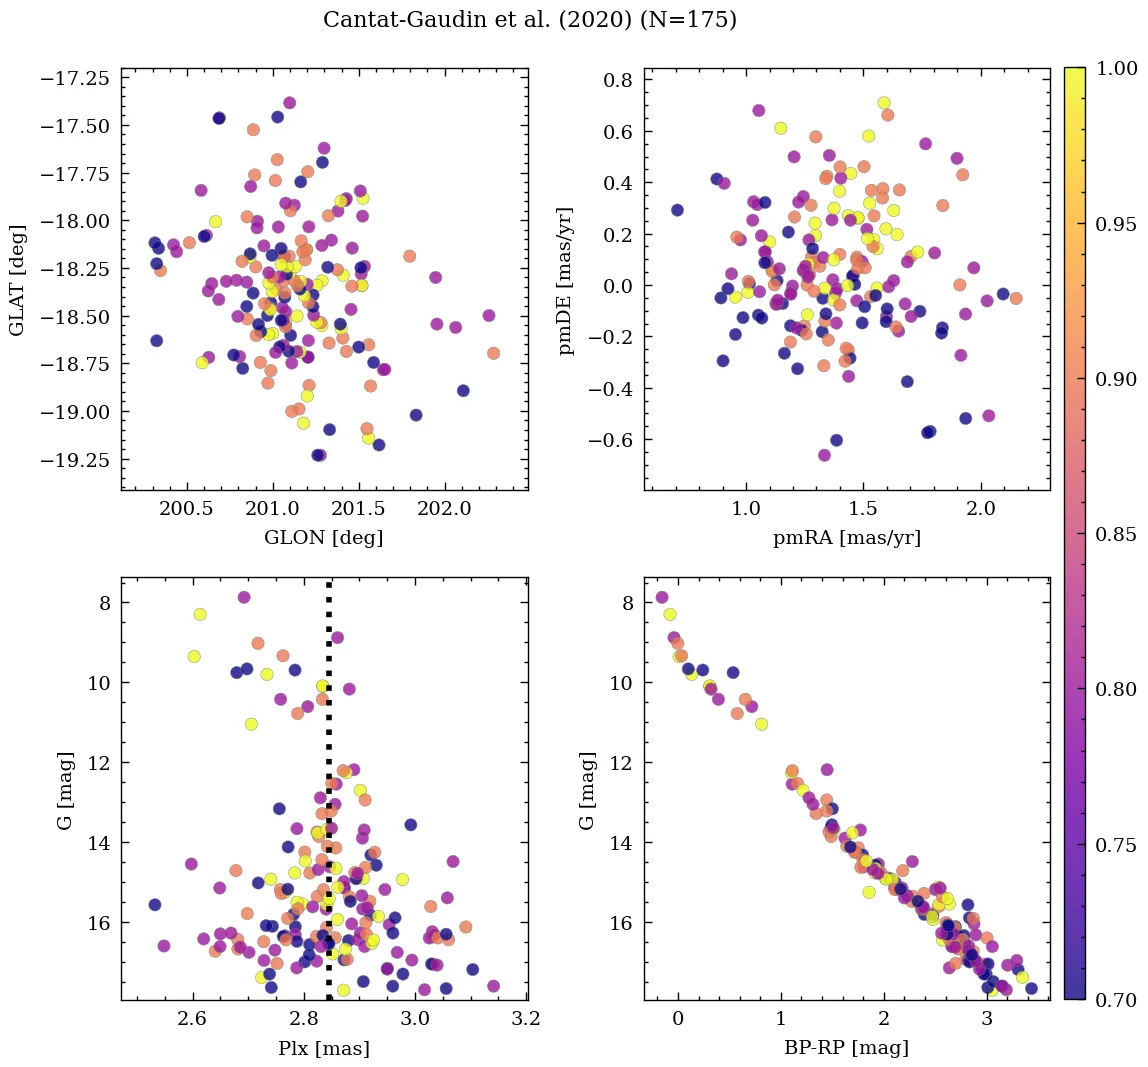 Cantat-Gaudin et al. (2020) (N=175)
−17.25
−17.50
−17.75
−18.00
−18.25
−18.50
−18.75
−19.00
−19.25
GLAT [deg]
200.5 201.0 201.5 202.0
GLON [deg]
0.8
0.6
0.4
0.2
0.0
−0.2
−0.4
−0.6
pmDE [mas/yr]
1.0 1.5 2.0
pmRA [mas/yr]
8
10
12
14
16
G [mag]
2.6 2.8 3.0 3.2
Plx [mas]
8
10
12
14
16
G [mag]
0 1 2 3
BP-RP [mag]
1.00
0.95
0.90
0.85
0.80
0.75
0.70